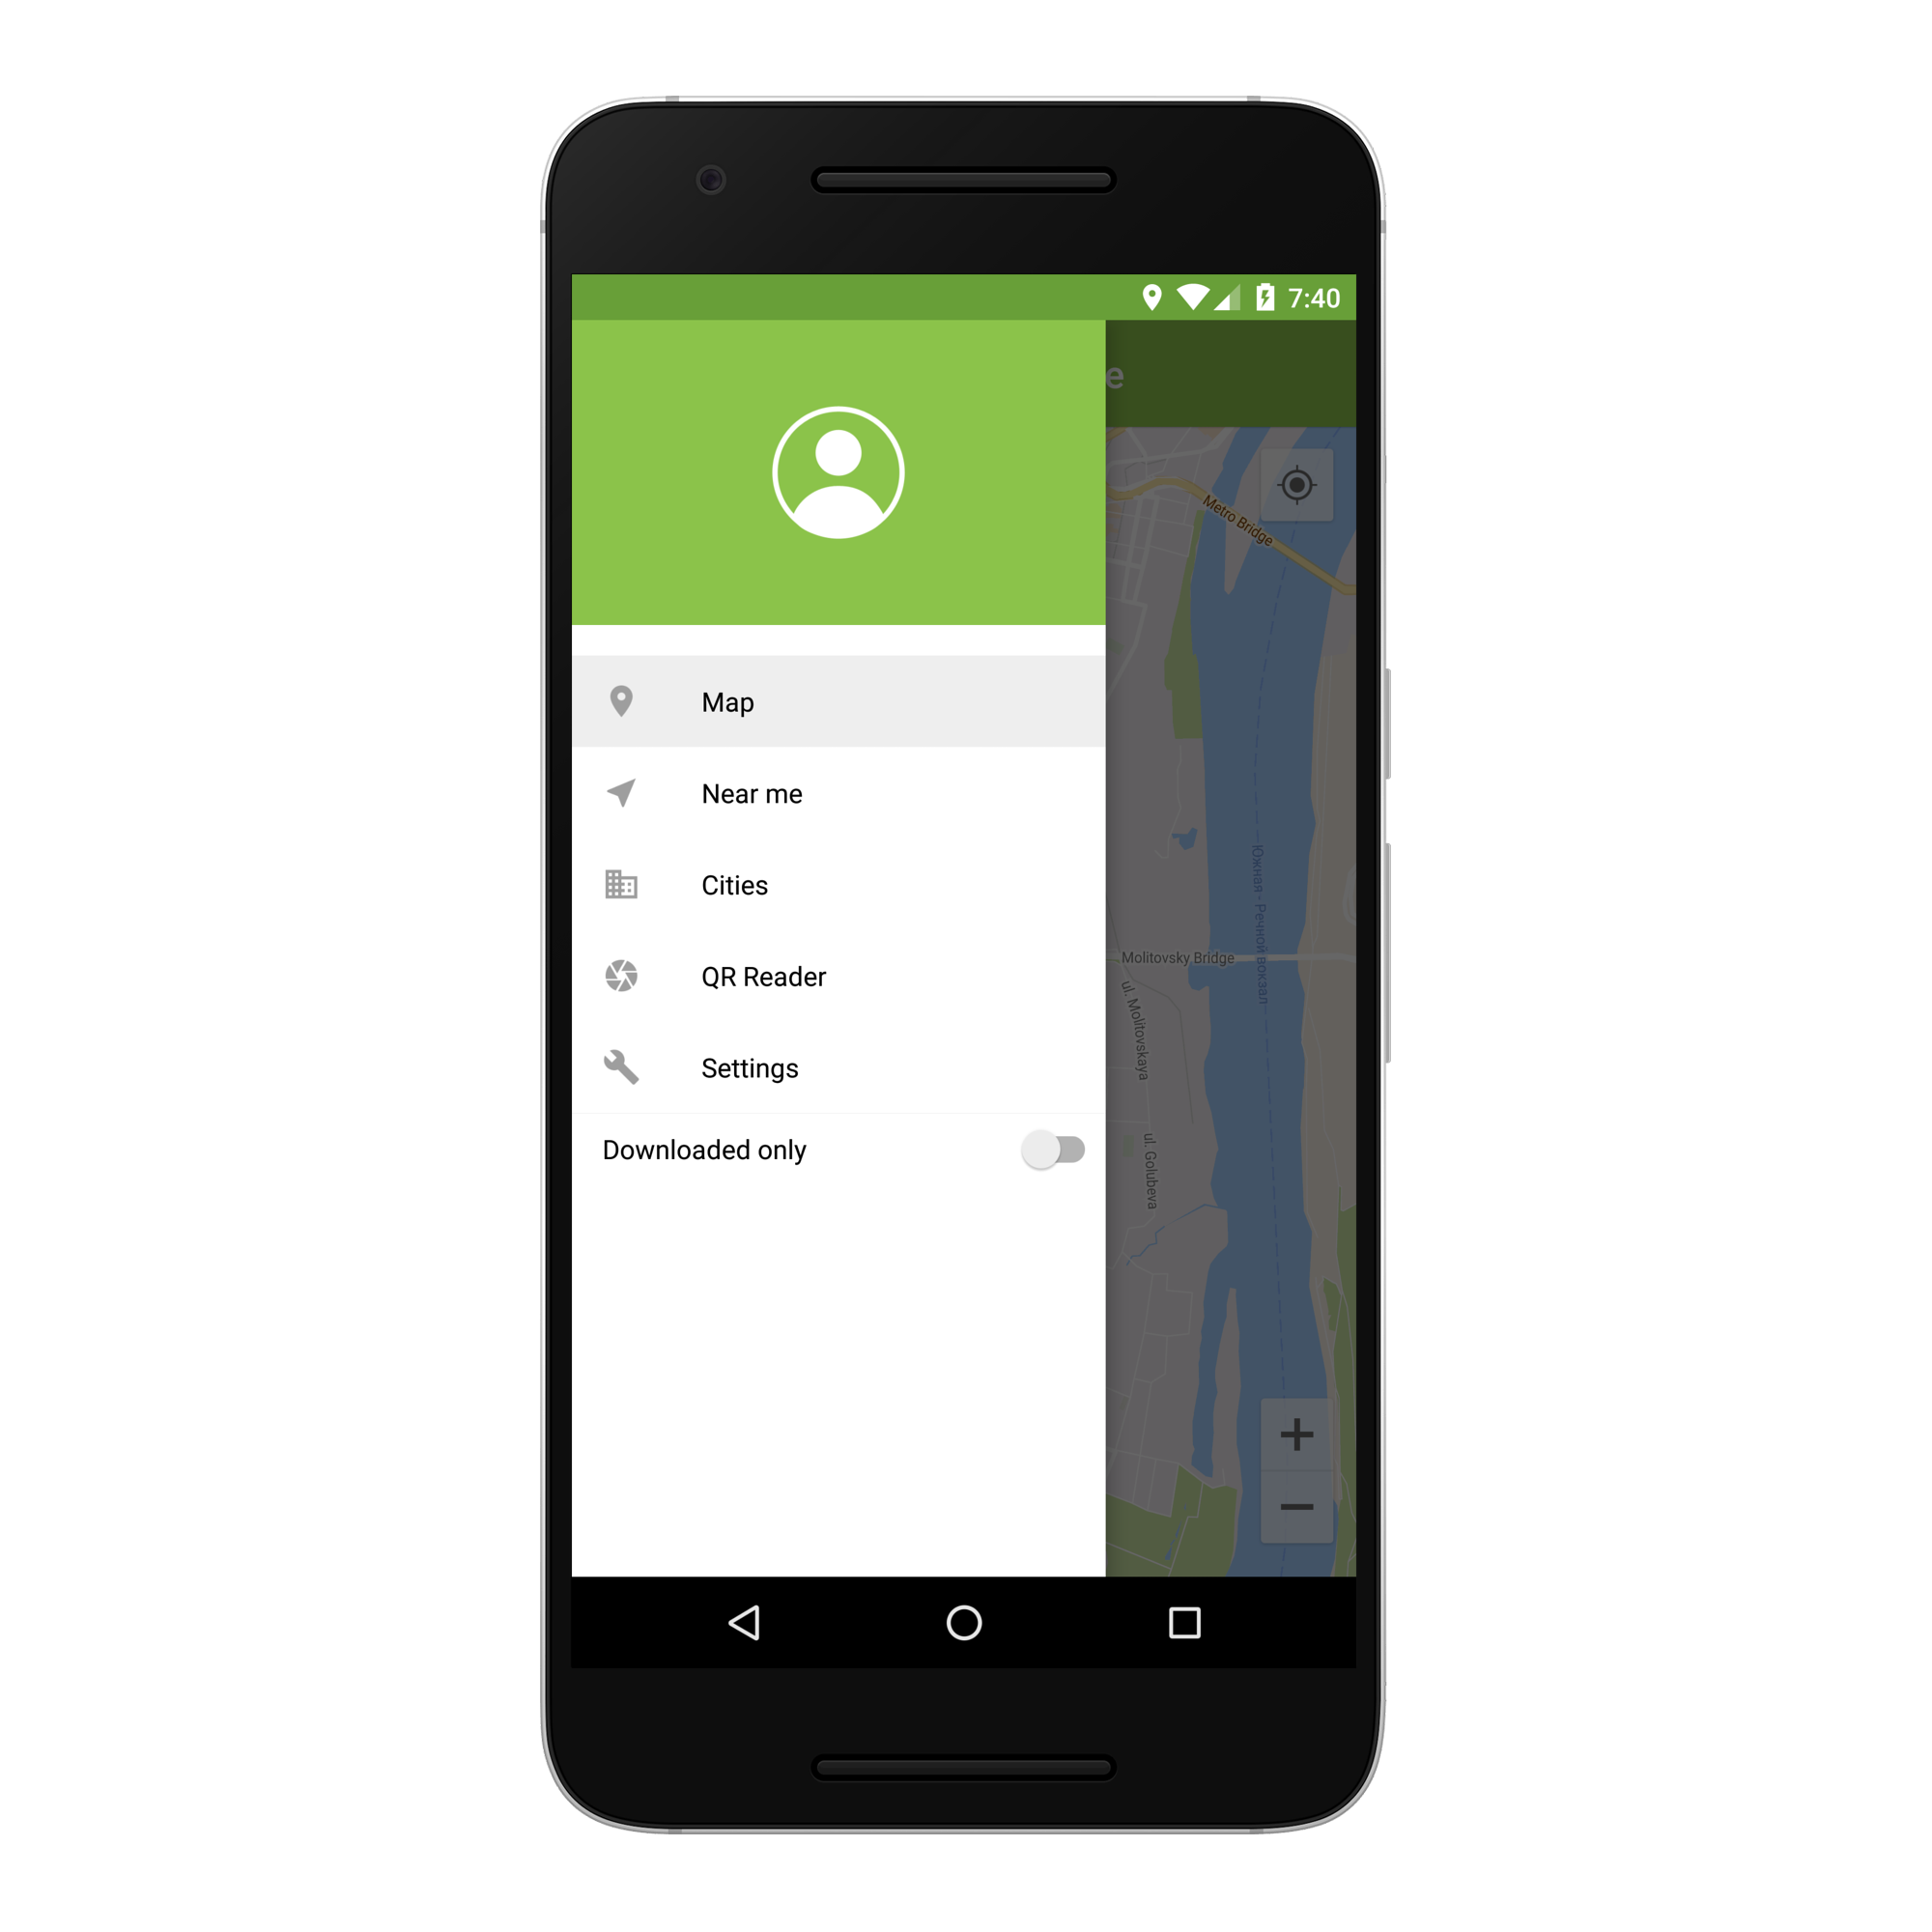 7:40
e
Map
Near me
Cities
QR Reader
Settings
Downloaded only
Metro Bridge
Южная - Речной вокзал
Molitovsky Bridge
ul. Molitovskaya
ul. Golubeva